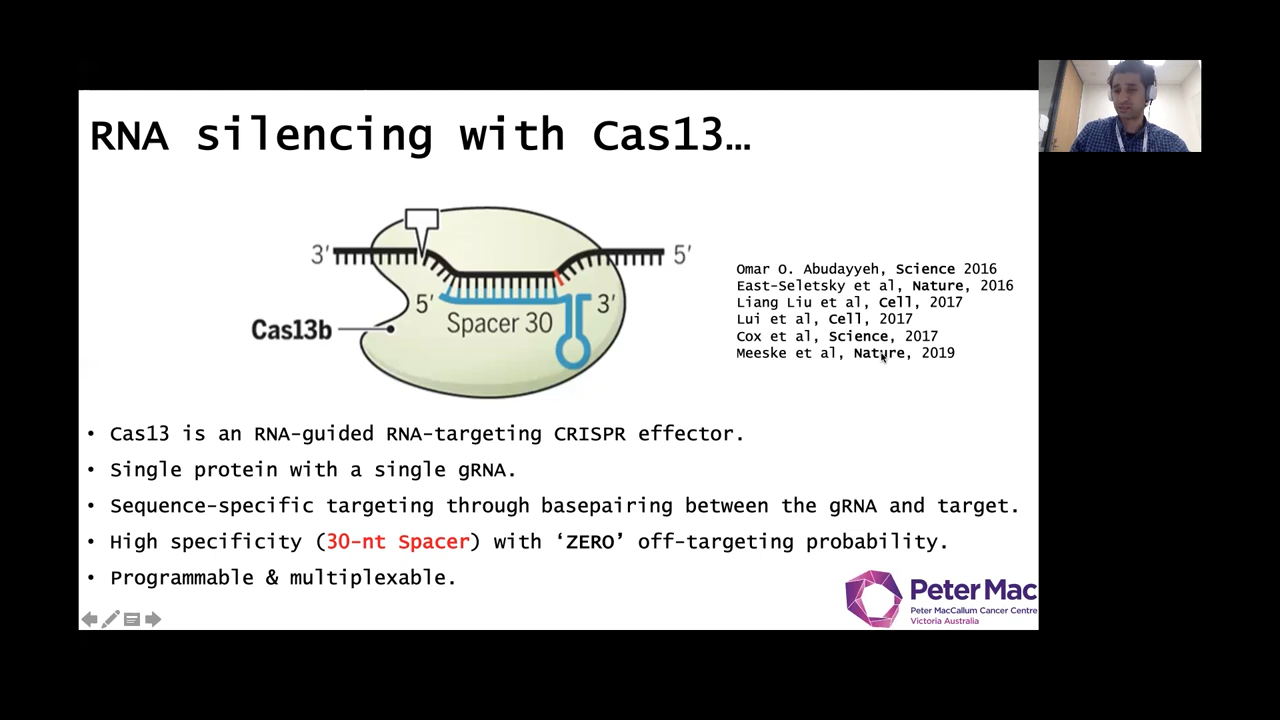 RNA silencing with Cas13…
3′
5′
5′
3′
Spacer 30
Cas13b
Omar O. Abudayyeh, Science 2016
East-Seletsky et al, Nature, 2016
Liang Liu et al, Cell, 2017
Lui et al, Cell, 2017
Cox et al, Science, 2017
Meeske et al, Nature, 2019
• Cas13 is an RNA-guided RNA-targeting CRISPR effector.
• Single protein with a single gRNA.
• Sequence-specific targeting through basepairing between the gRNA and target.
• High specificity (30-nt Spacer) with ‘ZERO’ off-targeting probability.
• Programmable & multiplexable.
Peter Mac
Peter MacCallum Cancer Centre
Victoria Australia